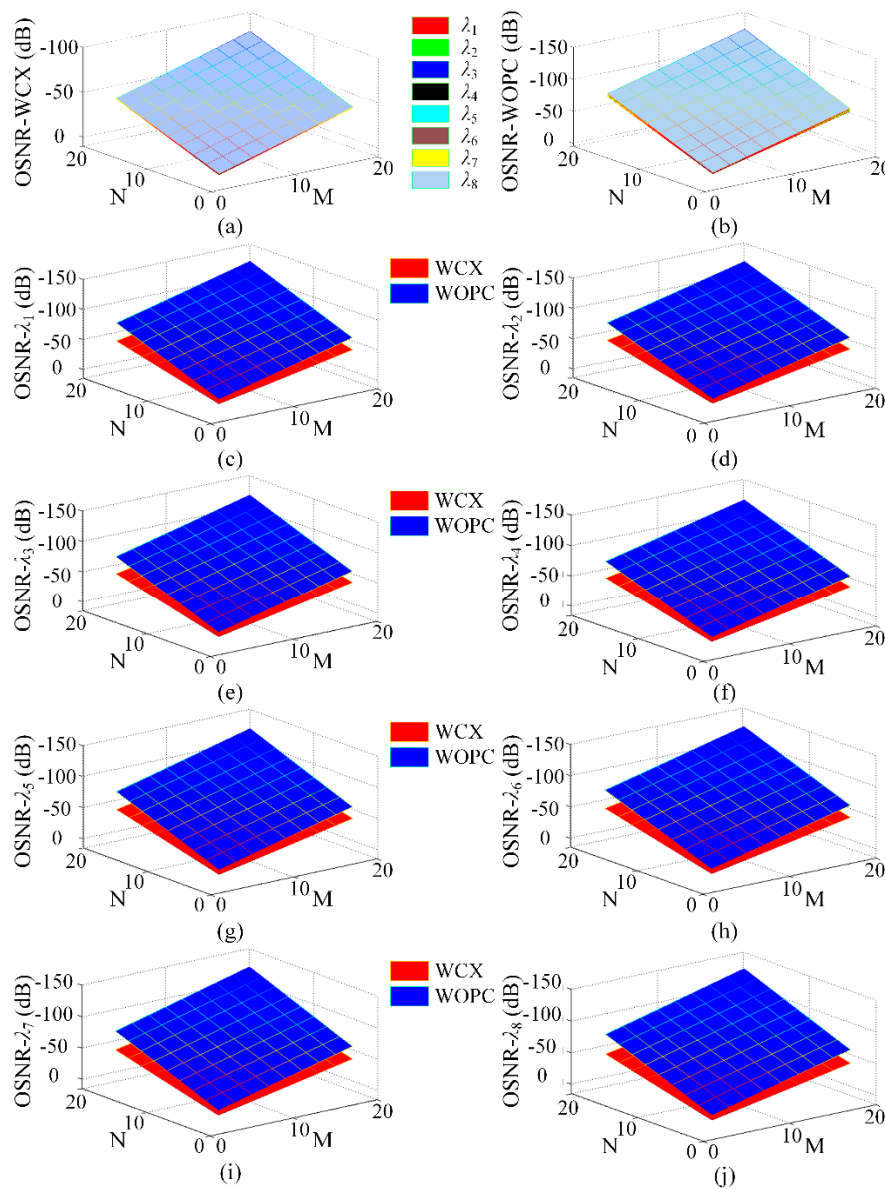 OSNR-WCX (dB)
-100
-50
0
20
10
0
N
0
10
20
M
(a)
λ1
λ2
λ3
λ4
λ5
λ6
λ7
λ8
OSNR-WOPC (dB)
-150
-100
-50
0
20
10
0
N
0
10
20
M
(b)
OSNR-λ1 (dB)
-150
-100
-50
0
20
10
0
N
0
10
20
M
(c)
WCX
WOPC
OSNR-λ2 (dB)
-150
-100
-50
0
20
10
0
N
0
10
20
M
(d)
OSNR-λ3 (dB)
-150
-100
-50
0
20
10
0
N
0
10
20
M
(e)
WCX
WOPC
OSNR-λ4 (dB)
-150
-100
-50
0
20
10
0
N
0
10
20
M
(f)
OSNR-λ5 (dB)
-150
-100
-50
0
20
10
0
N
0
10
20
M
(g)
WCX
WOPC
OSNR-λ6 (dB)
-150
-100
-50
0
20
10
0
N
0
10
20
M
(h)
OSNR-λ7 (dB)
-150
-100
-50
0
20
10
0
N
0
10
20
M
(i)
WCX
WOPC
OSNR-λ8 (dB)
-150
-100
-50
0
20
10
0
N
0
10
20
M
(j)